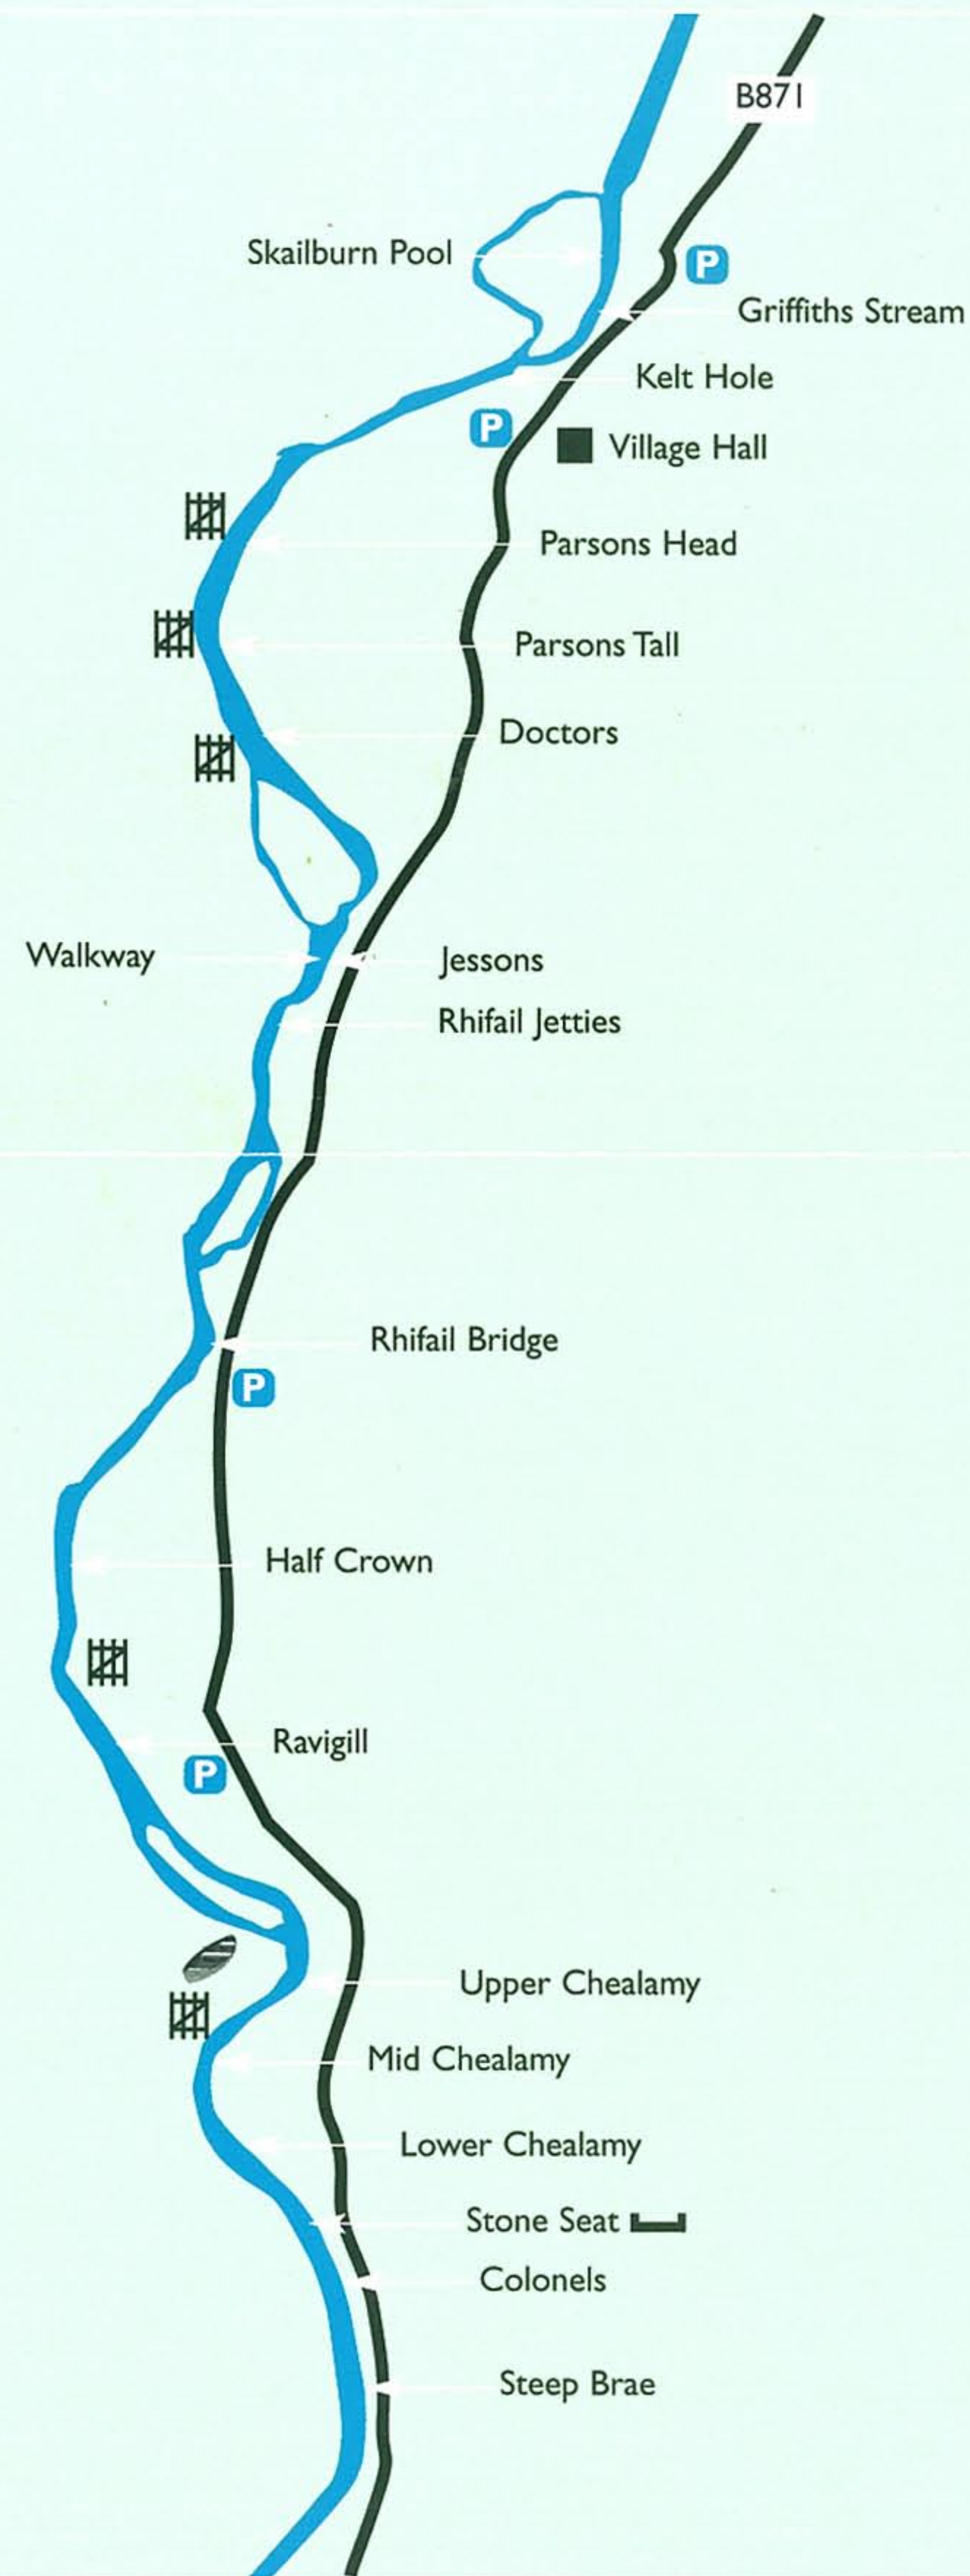 B871
Skailburn Pool
P
Griffiths Stream
Kelt Hole
P
Village Hall
Parsons Head
Parsons Tall
Doctors
Walkway
Jessons
Rhifail Jetties
Rhifail Bridge
P
Half Crown
Ravigill
P
Upper Chealamy
Mid Chealamy
Lower Chealamy
Stone Seat
Colonels
Steep Brae